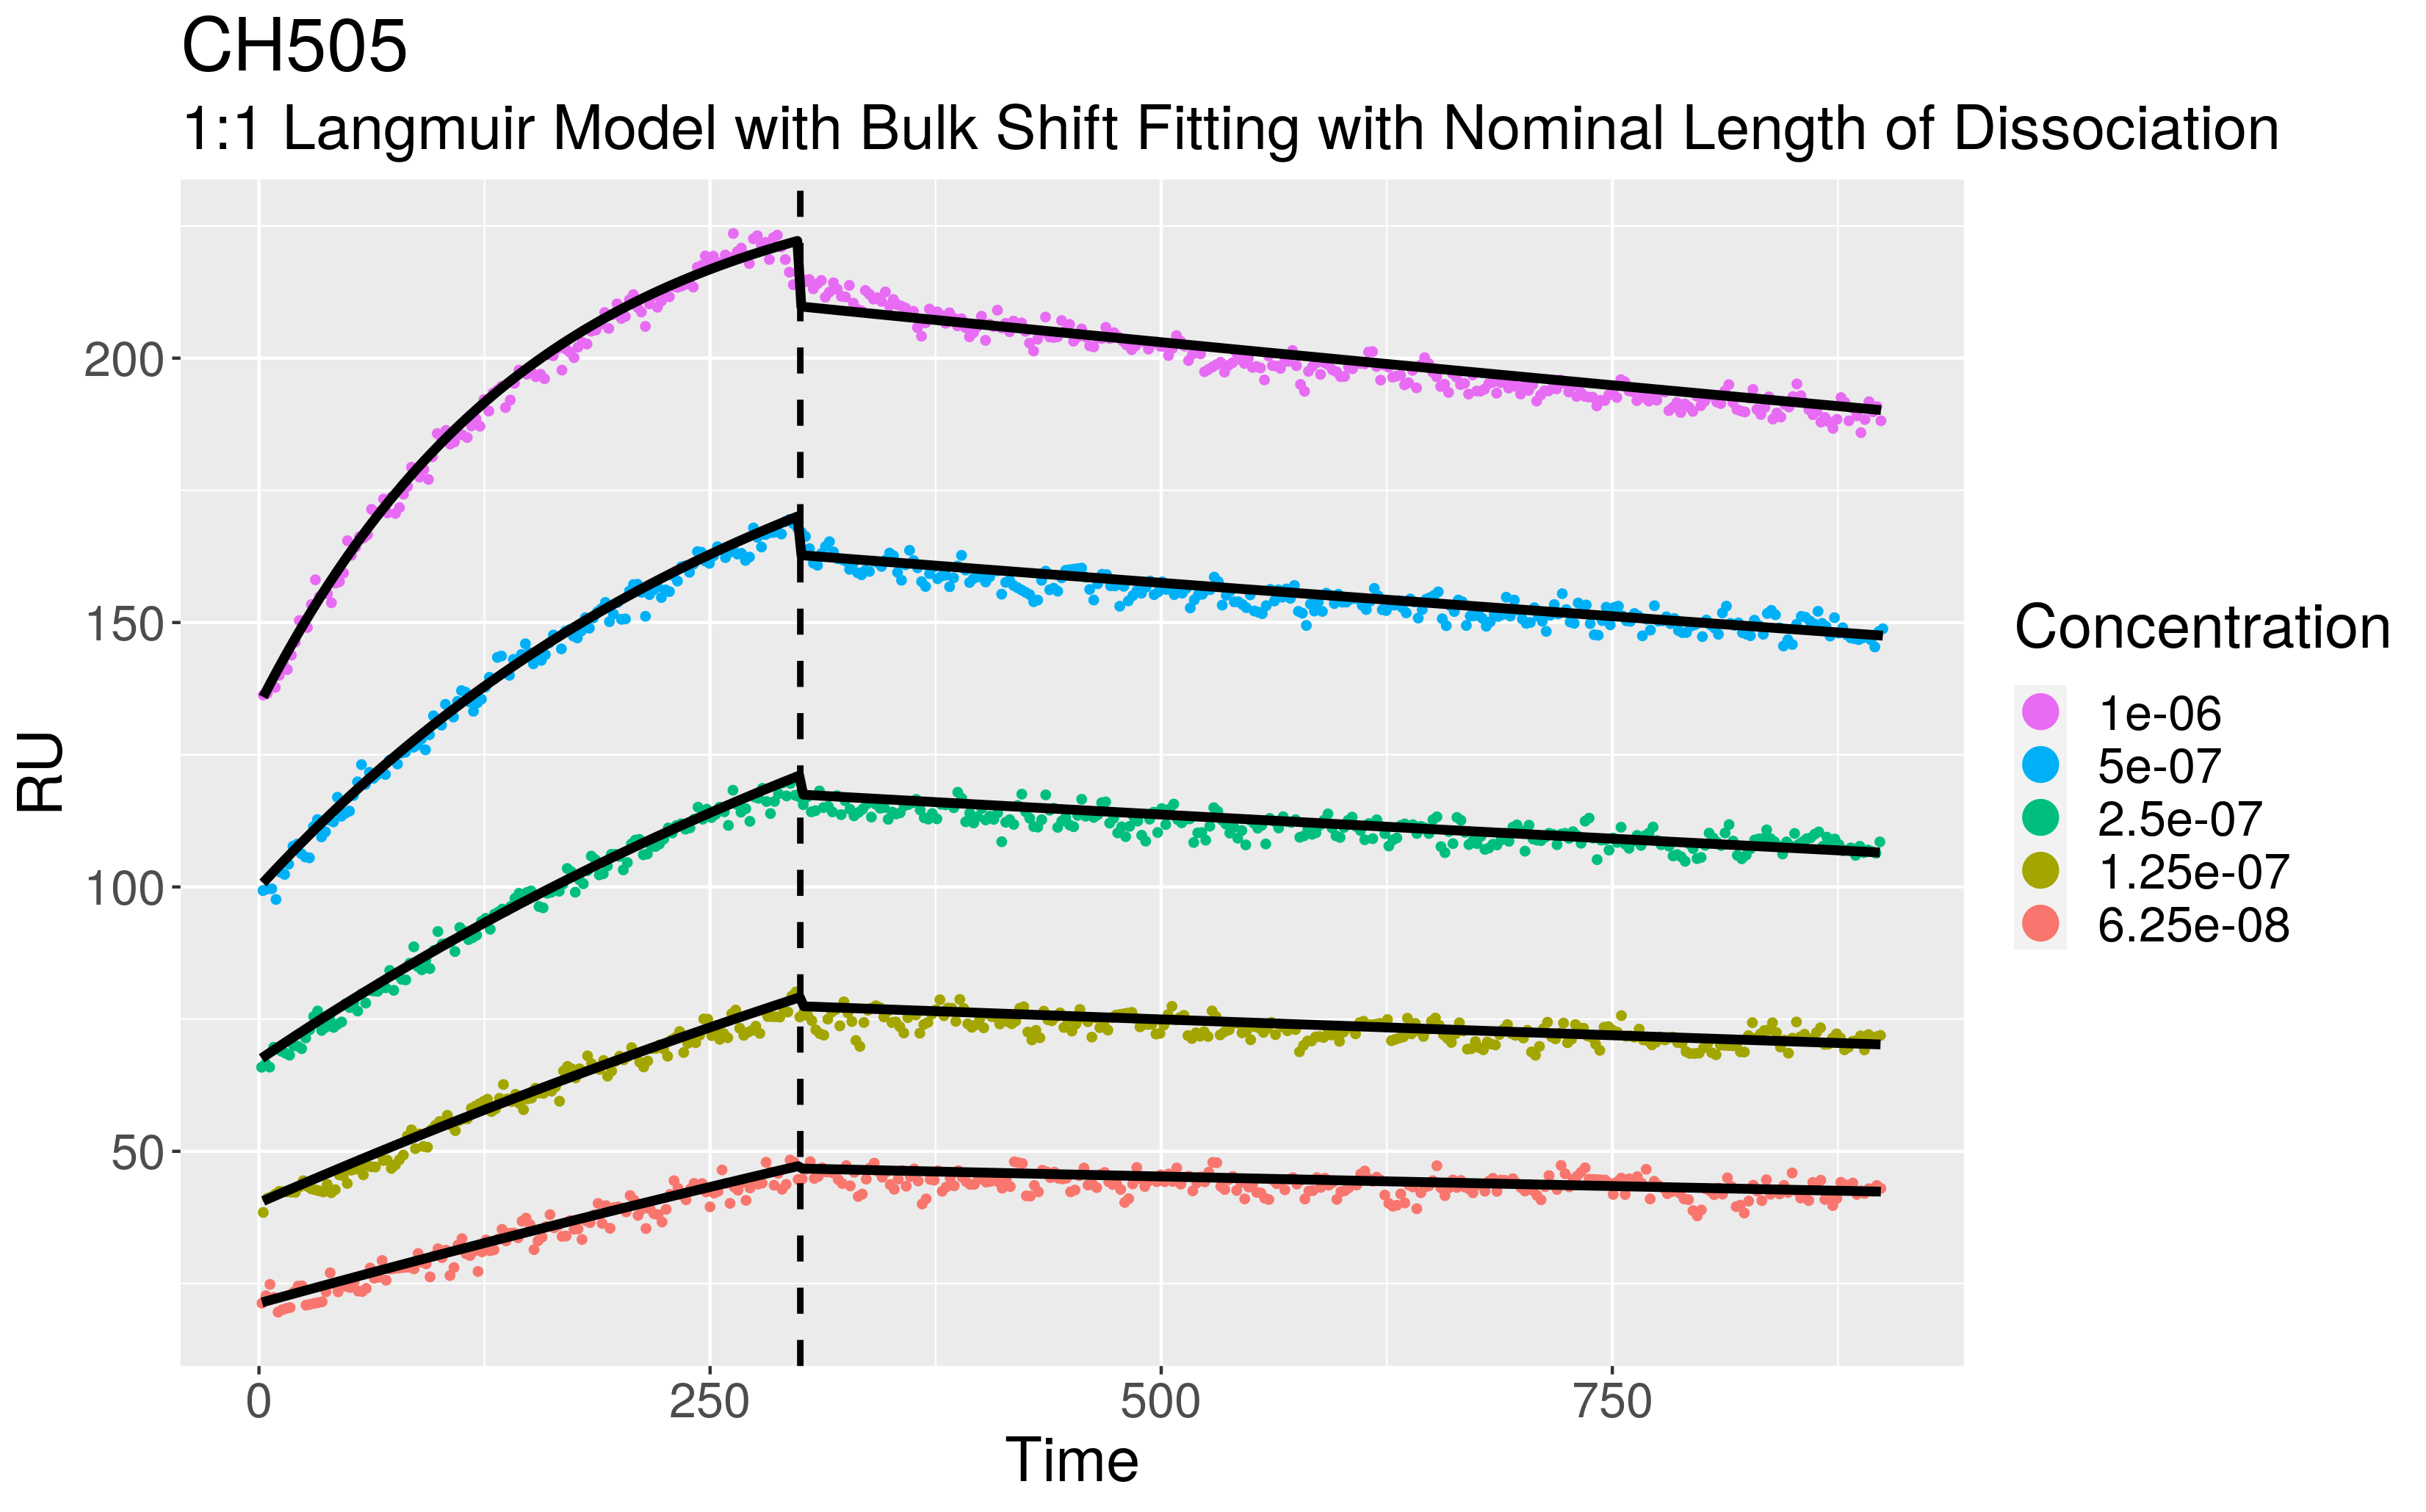 CH505
1:1 Langmuir Model with Bulk Shift Fitting with Nominal Length of Dissociation
RU
200
150
100
50
0
250
500
750
Time
Concentration
1e-06
5e-07
2.5e-07
1.25e-07
6.25e-08